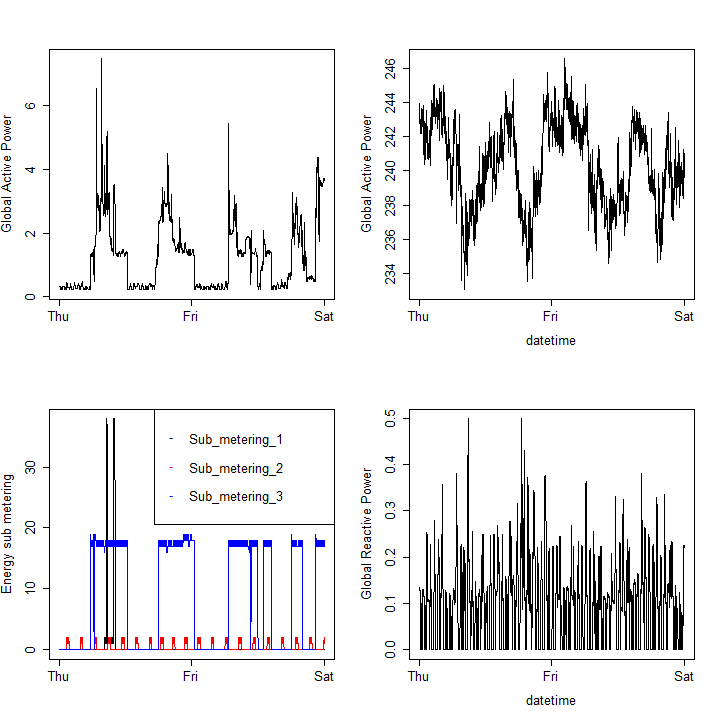 Global Active Power
0
2
4
6
Thu
Fri
Sat
Global Active Power
234
236
238
240
242
244
246
Thu
Fri
Sat
datetime
Energy sub metering
0
10
20
30
Sub_metering_1
Sub_metering_2
Sub_metering_3
Thu
Fri
Sat
Global Reactive Power
0.0
0.1
0.2
0.3
0.4
0.5
Thu
Fri
Sat
datetime